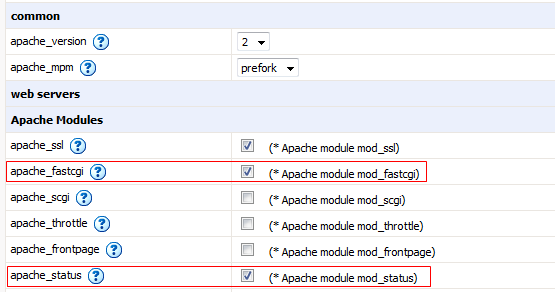 common
apache_version ? 2
apache_mpm ? prefork
web servers
Apache Modules
apache_ssl ? (* Apache module mod_ssl)
apache_fastcgi ? (* Apache module mod_fastcgi)
apache_scgi ? (* Apache module mod_scgi)
apache_throttle ? (* Apache module mod_throttle)
apache_frontpage ? (* Apache module mod_frontpage)
apache_status ? (* Apache module mod_status)